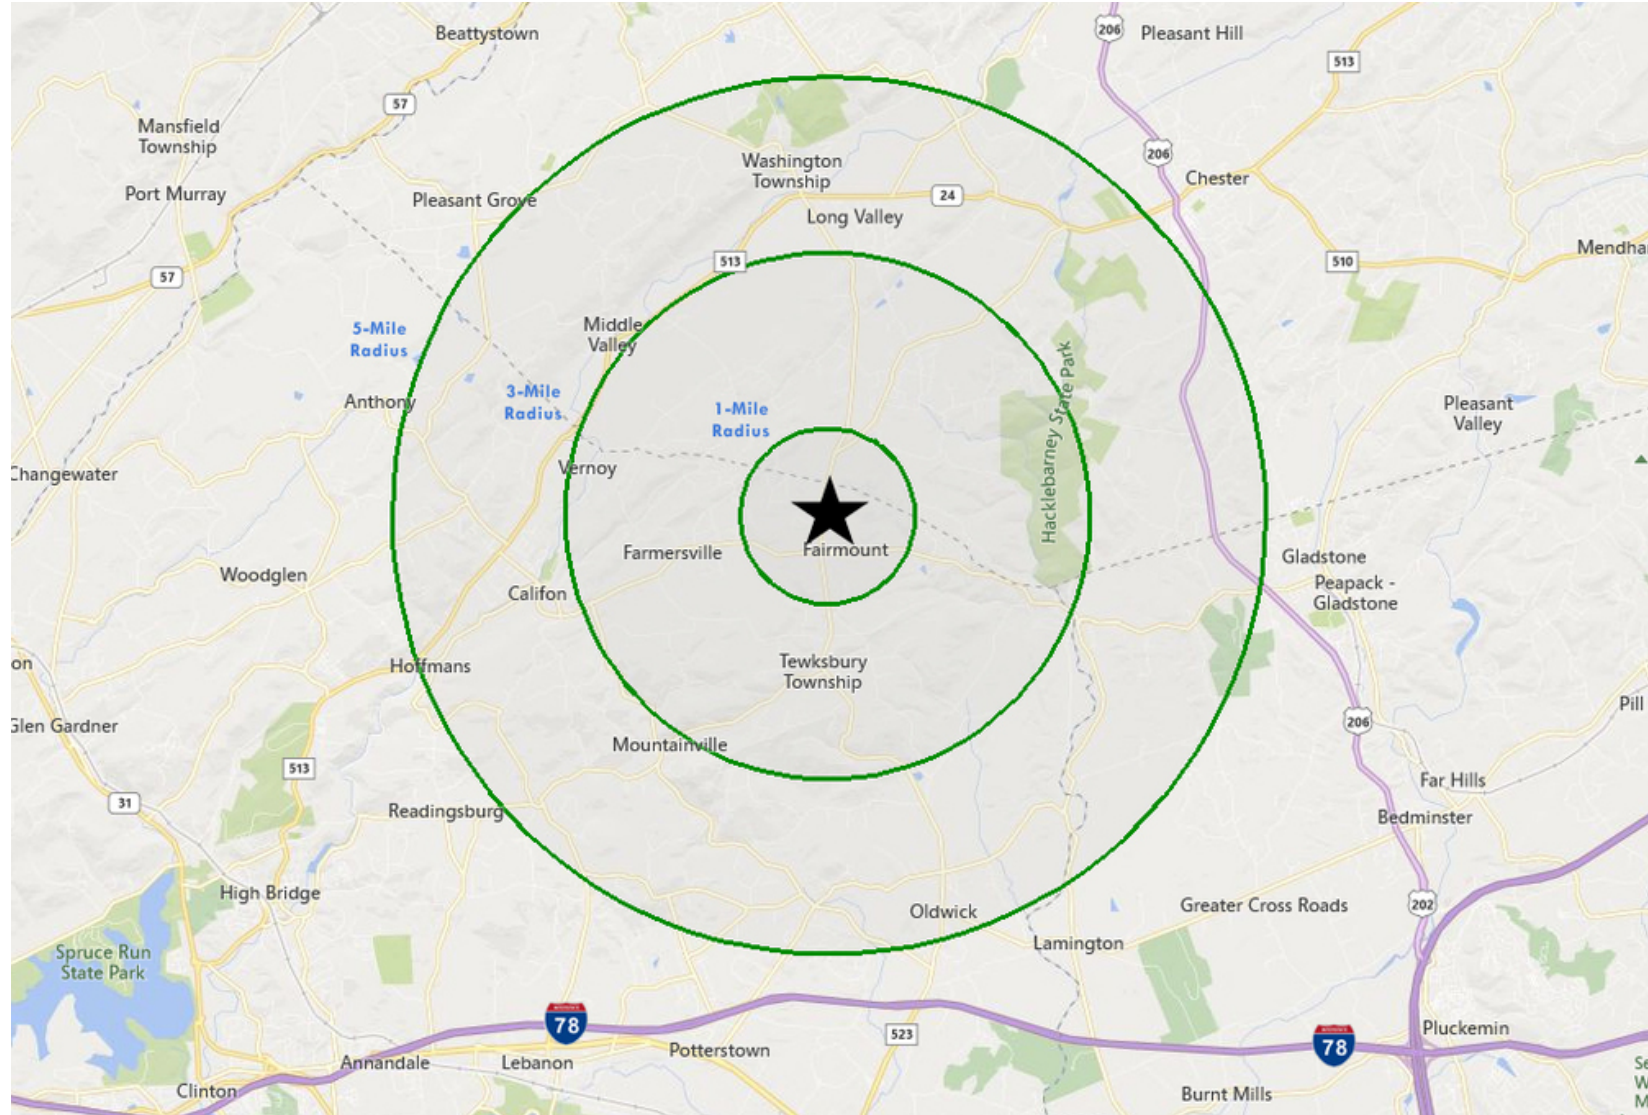 Beattystown
206
Pleasant Hill
513
57
Mansfield
Township
206
Washington
Township
Chester
Port Murray
Pleasant Grove
24
Long Valley
57
513
510
Mendha
5-Mile
Radius
Middle
Valley
Hacklebarney State Park
3-Mile
Radius
1-Mile
Radius
Anthony
Pleasant
Valley
Changewater
Vernoy
Farmersville
Fairmount
Gladstone
Woodglen
Califon
Peapack -
Gladstone
on
Hoffmans
Tewksbury
Township
Glen Gardner
Pill
206
Mountainville
513
Far Hills
31
Readingsburg
Bedminster
High Bridge
Oldwick
Greater Cross Roads
202
Lamington
Spruce Run
State Park
78
523
78
Pluckemin
Annandale
Lebanon
Potterstown
Clinton
Burnt Mills
Se
W
M